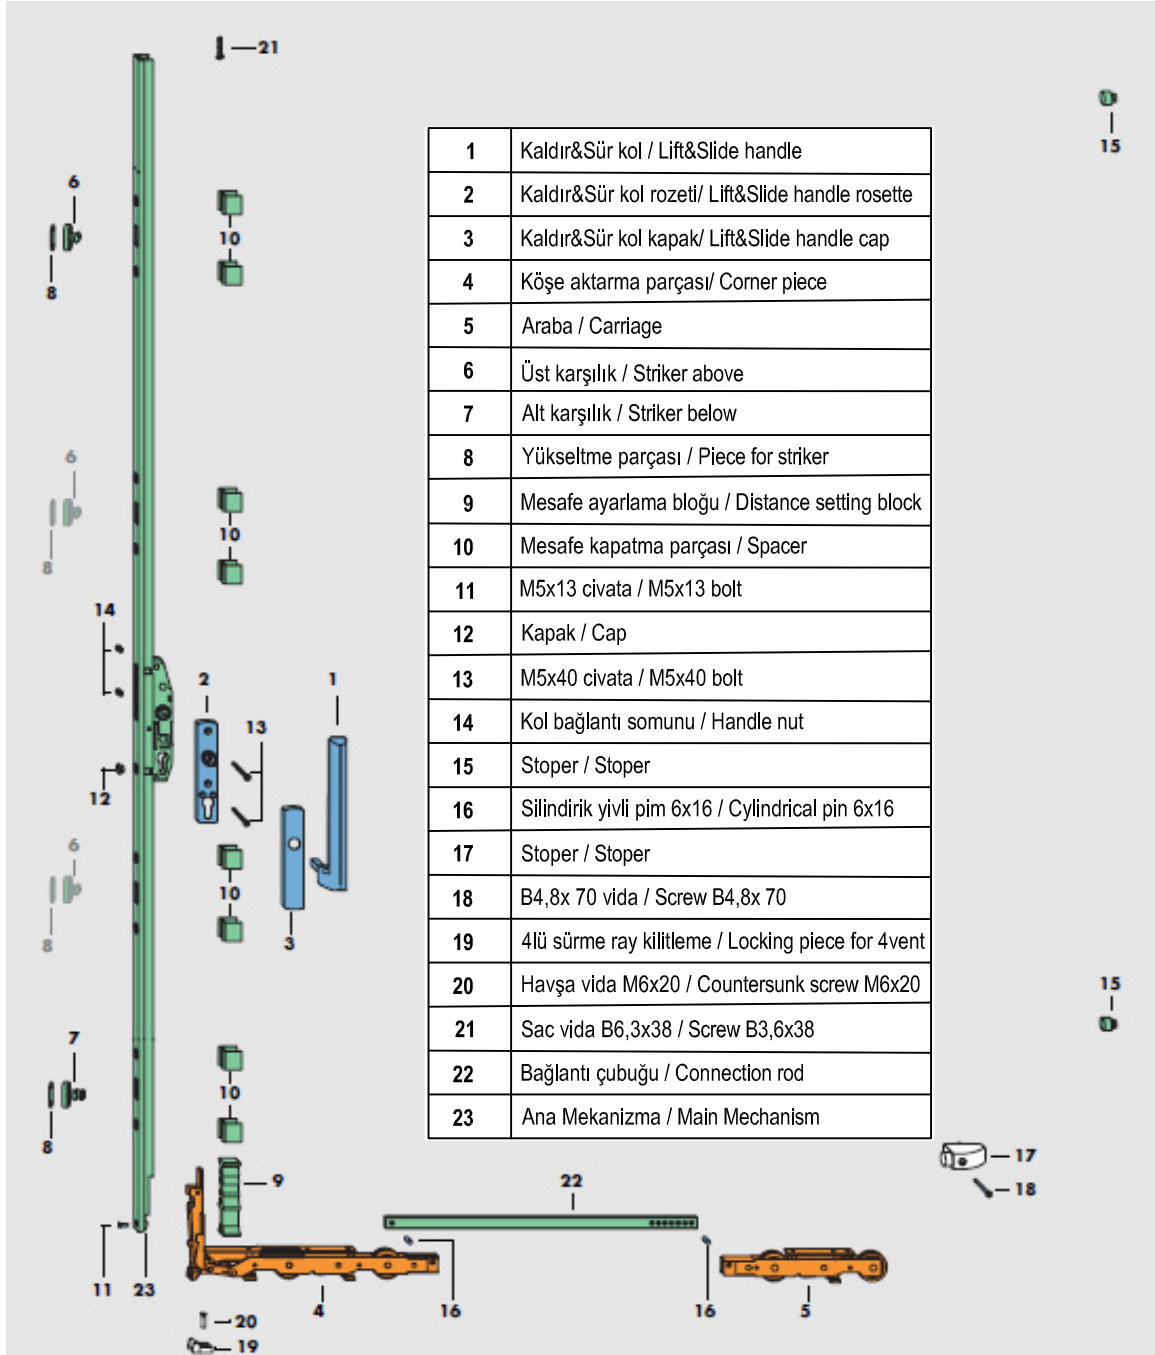 21
15
6
10
8
1 Kaldır&Sür kol / Lift&Slide handle
2 Kaldır&Sür kol rozeti/ Lift&Slide handle rosette
3 Kaldır&Sür kol kapak/ Lift&Slide handle cap
4 Köşe aktarma parçası/ Corner piece
5 Araba / Carriage
6 Üst karşılık / Striker above
7 Alt karşılık / Striker below
8 Yükseltme parçası / Piece for striker
9 Mesafe ayarlama bloğu / Distance setting block
10 Mesafe kapatma parçası / Spacer
11 M5x13 civata / M5x13 bolt
12 Kapak / Cap
13 M5x40 civata / M5x40 bolt
14 Kol bağlantı somunu / Handle nut
15 Stoper / Stoper
16 Silindirik yivli pim 6x16 / Cylindrical pin 6x16
17 Stoper / Stoper
18 B4,8x 70 vida / Screw B4,8x 70
19 4lü sürme ray kilitleme / Locking piece for 4vent
20 Havşa vida M6x20 / Countersunk screw M6x20
21 Sac vida B6,3x38 / Screw B3,6x38
22 Bağlantı çubuğu / Connection rod
23 Ana Mekanizma / Main Mechanism
6
10
8
14
2
1
13
12
6
10
8
3
15
7
10
8
17
9
22
18
11
23
4
16
16
5
20
19